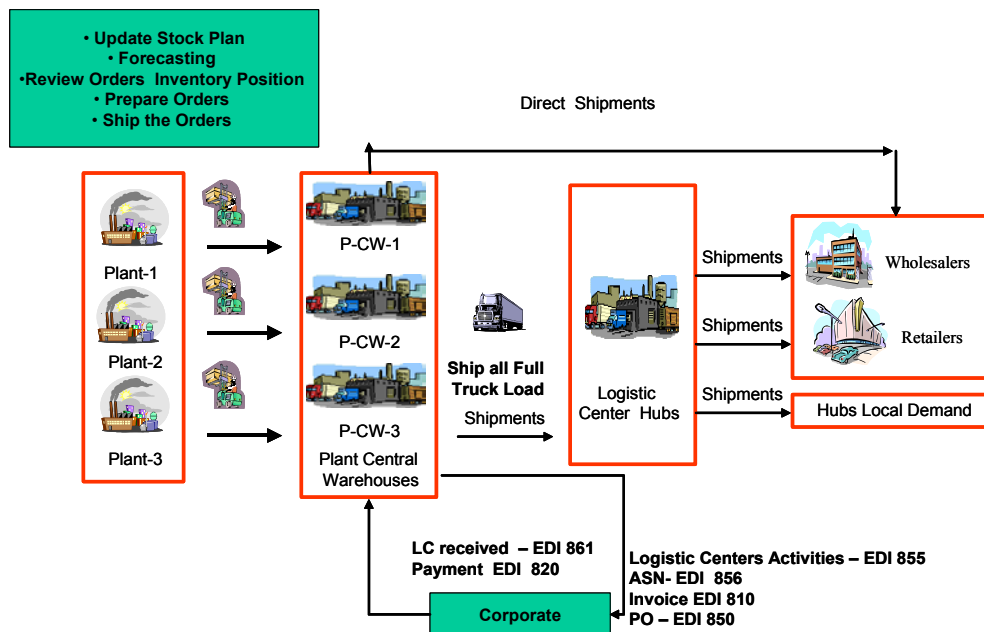 • Update Stock Plan
• Forecasting
•Review Orders  Inventory Position
• Prepare Orders
• Ship the Orders
Direct  Shipments
Plant-1
Plant-2
Plant-3
P-CW-1
P-CW-2
P-CW-3
Plant Central
Warehouses
Ship all Full
Truck Load
Shipments
Logistic
Center Hubs
Shipments
Wholesalers
Shipments
Retailers
Shipments
Hubs Local Demand
LC received  – EDI 861
Payment  EDI  820
Logistic Centers Activities – EDI 855
ASN- EDI  856
Invoice EDI 810
PO – EDI 850
Corporate